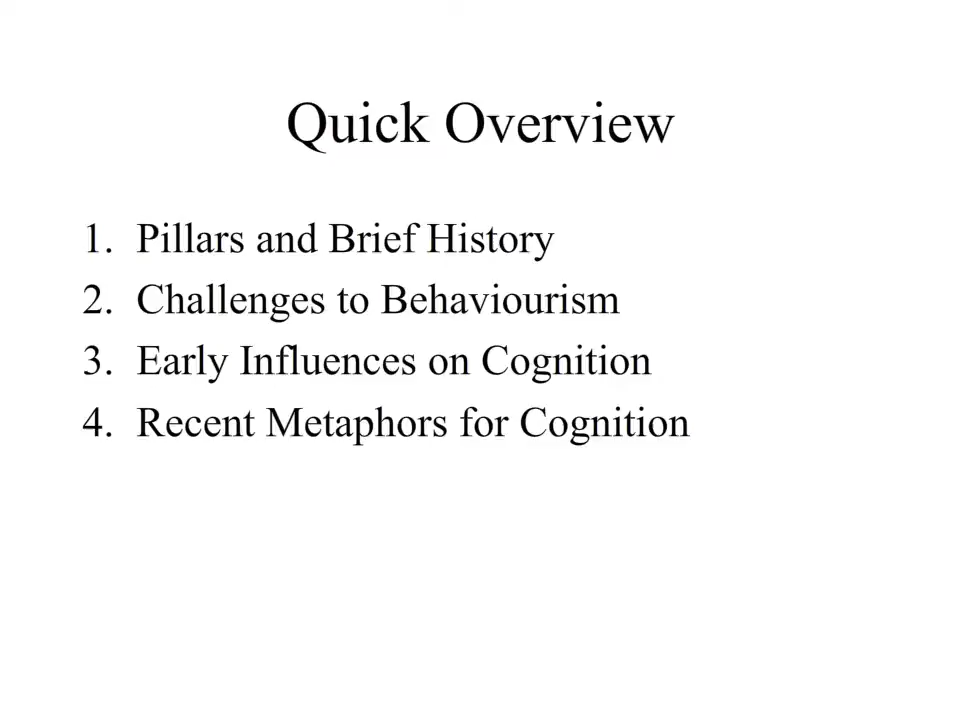 Quick Overview
1. Pillars and Brief History
2. Challenges to Behaviourism
3. Early Influences on Cognition
4. Recent Metaphors for Cognition